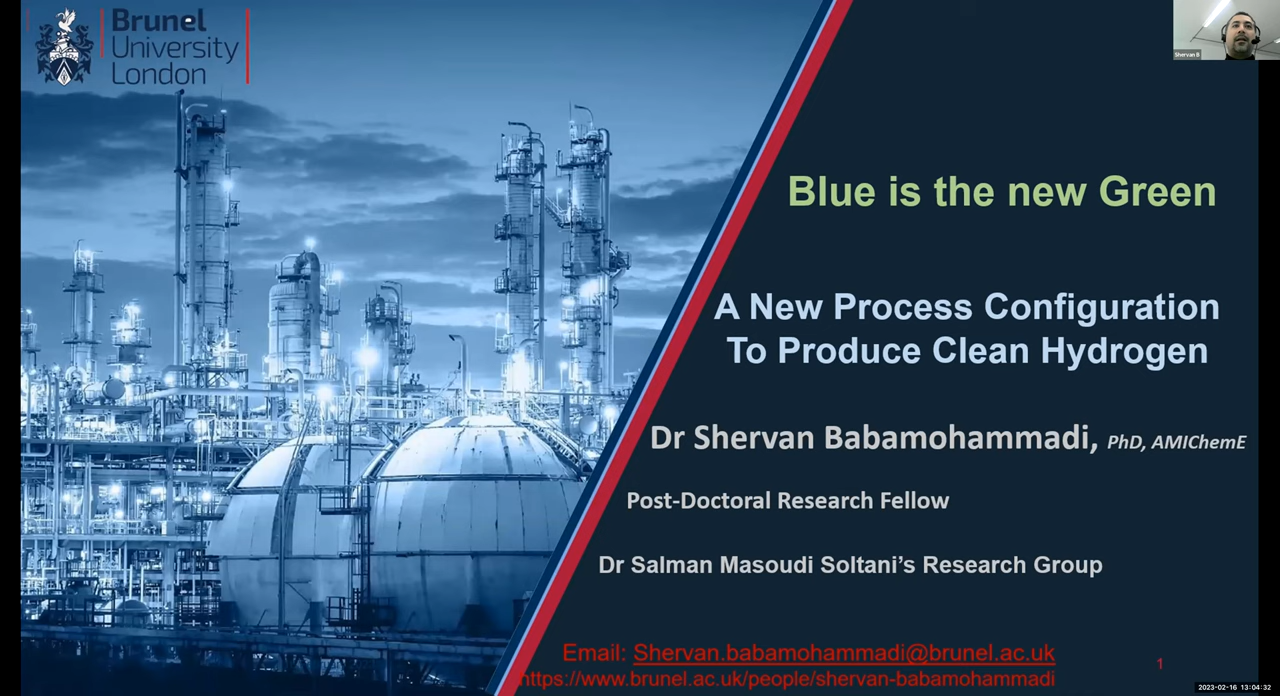 Brunel
University
London
Shervan B
Blue is the new Green
A New Process Configuration
To Produce Clean Hydrogen
Dr Shervan Babamohammadi, PhD, AMIChemE
Post-Doctoral Research Fellow
Dr Salman Masoudi Soltani’s Research Group
Email: Shervan.babamohammadi@brunel.ac.uk
https://www.brunel.ac.uk/people/shervan-babamohammadi
1
2023-02-16 13:04:32